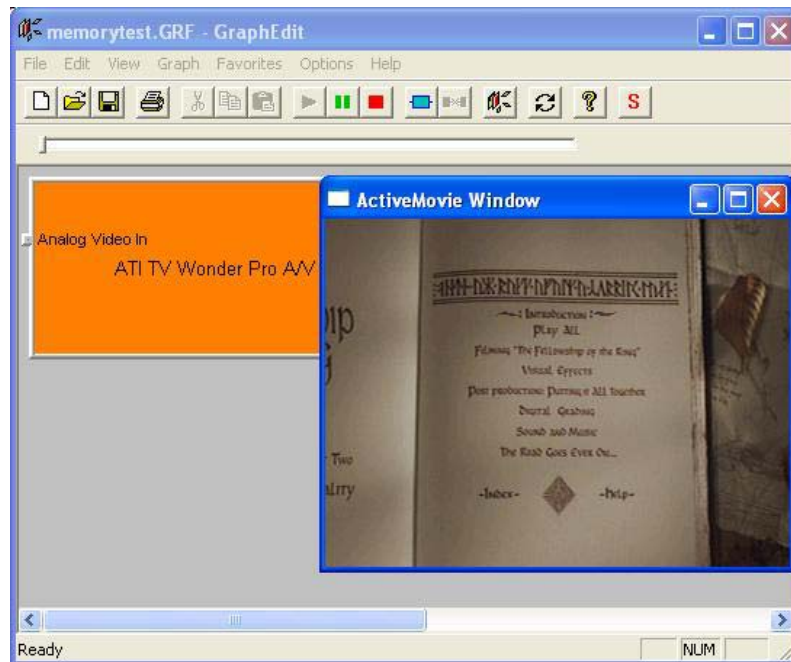 memorytest.GRF - GraphEdit
File Edit View Graph Favorites Options Help
S
ActiveMovie Window
Analog Video In
ATI TV Wonder Pro A/V
Introduction
Play All
Filming "The Fellowship of the Ring"
Visual Effects
Post production: Putting it All Together
Digital Grading
Sound and Music
The Road Goes Ever On...
Two
-Index- -Help-
Ready
NUM